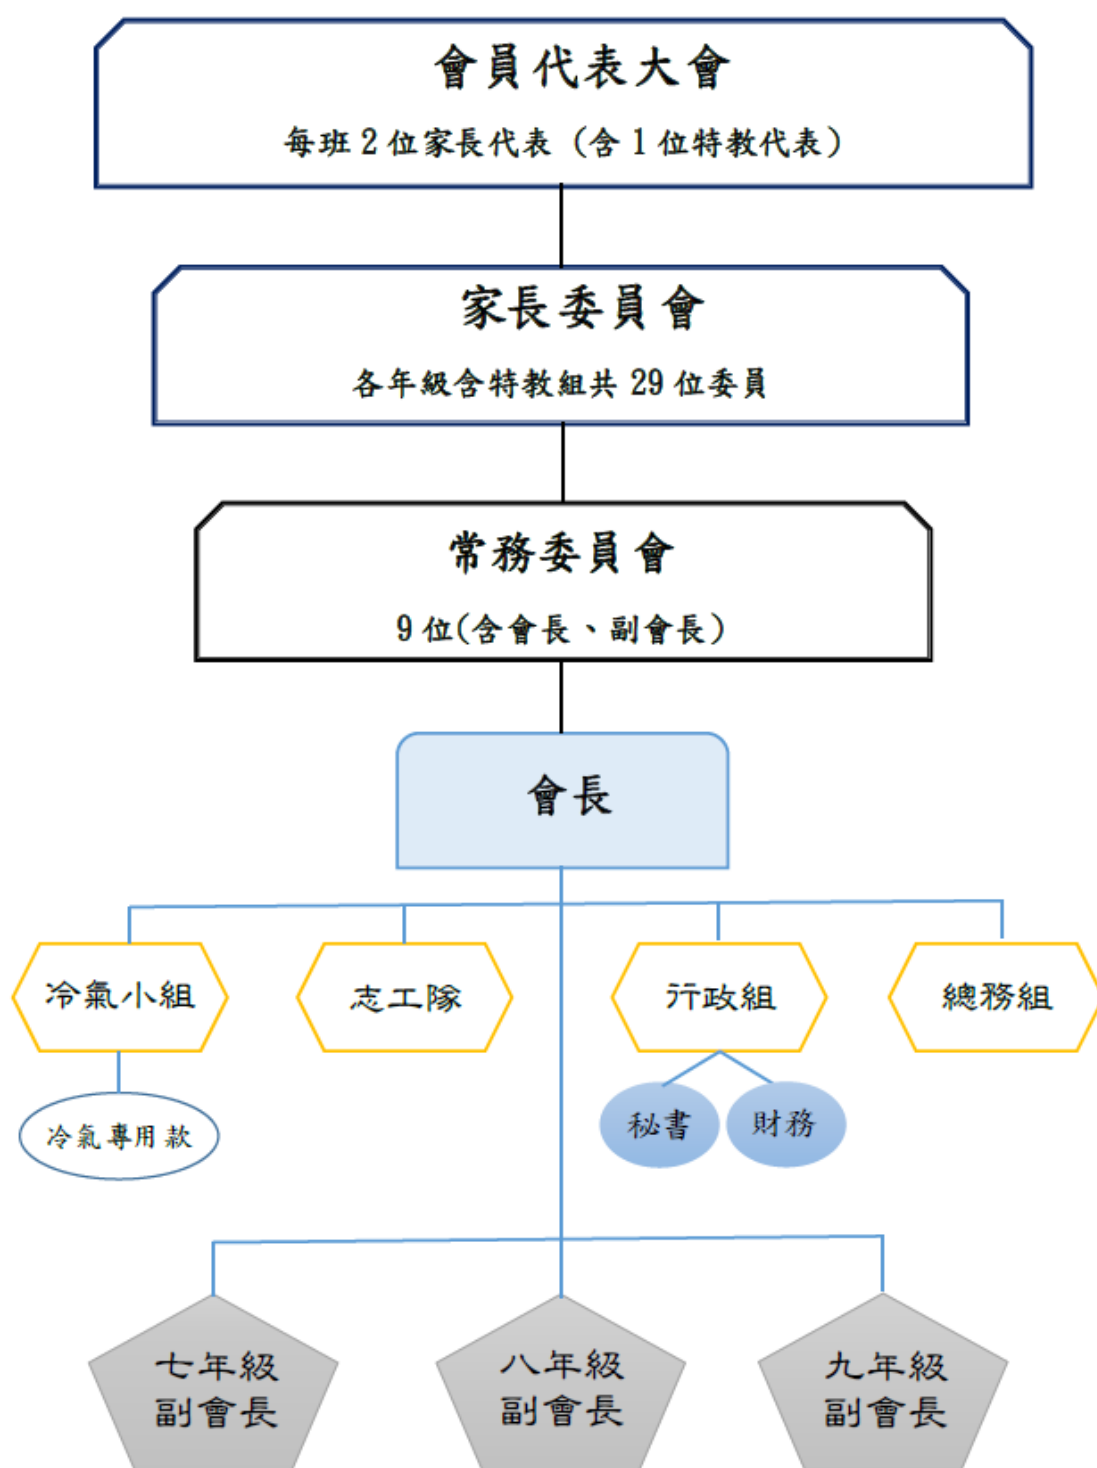 會員代表大會
每班 2 位家長代表（含 1 位特教代表）
家長委員會
各年級含特教組共 29 位委員
常務委員會
9 位(含會長、副會長)
會長
冷氣小組
志工隊
行政組
總務組
冷氣專用款
秘書
財務
七年級
副會長
八年級
副會長
九年級
副會長